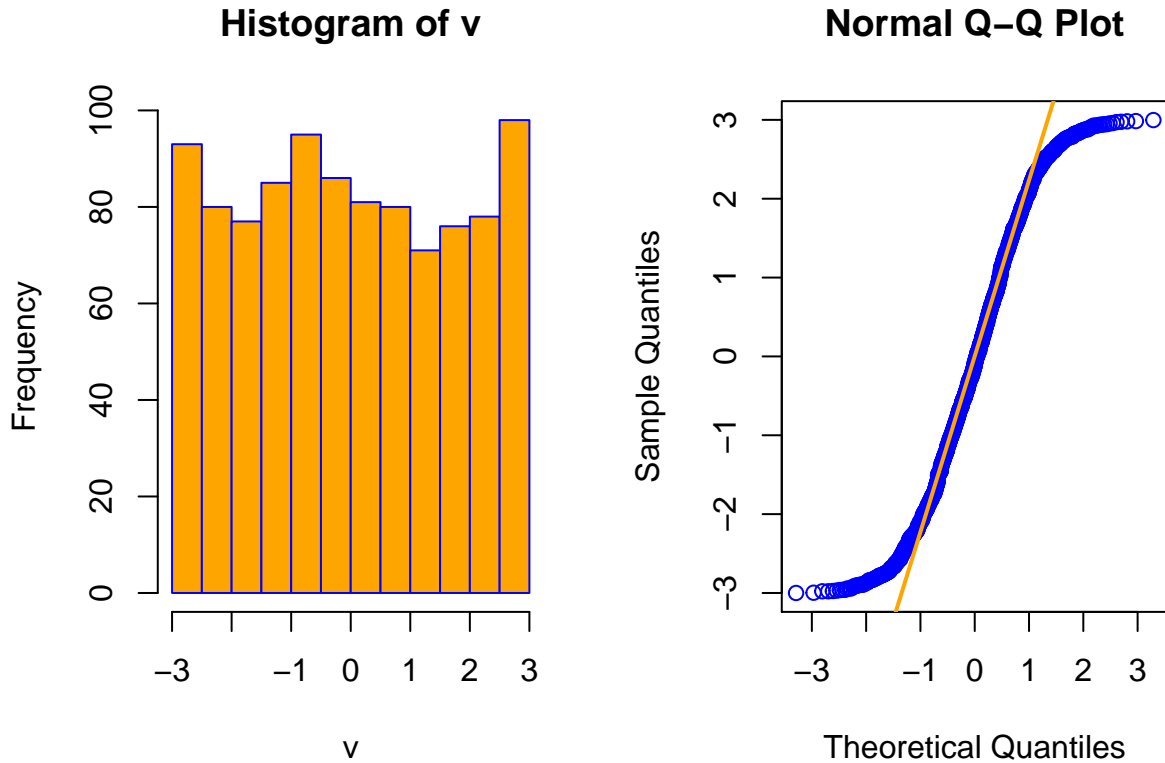 Histogram of v
Frequency
0 20 40 60 80 100
−3 −1 0 1 2 3
v
Normal Q−Q Plot
Sample Quantiles
−3 −2 −1 0 1 2 3
−3 −1 0 1 2 3
Theoretical Quantiles